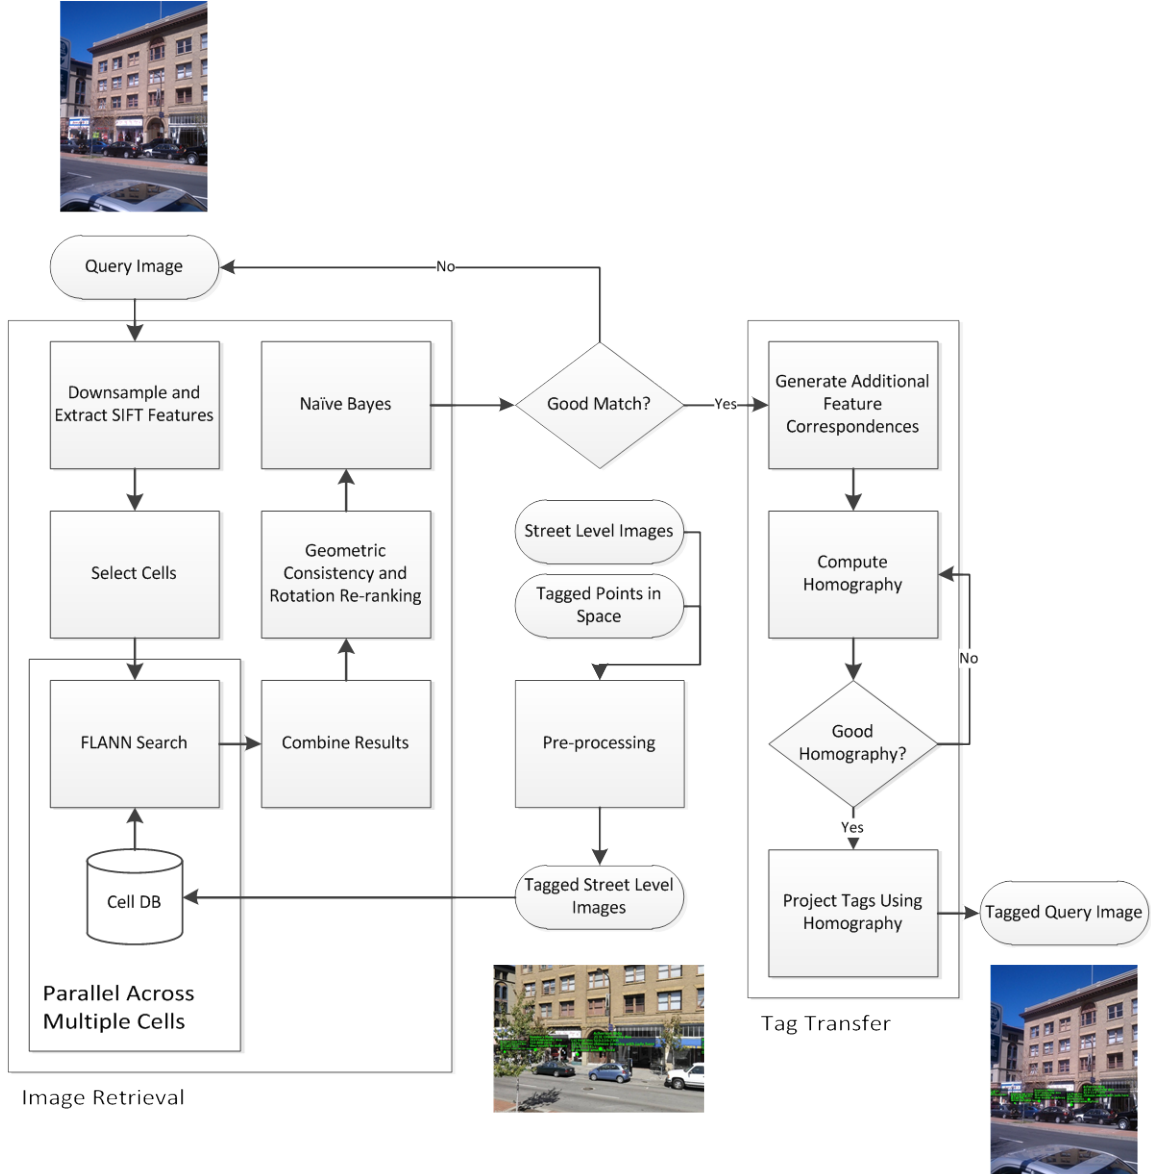 Query Image
No
Downsample and
Extract SIFT Features
Naïve Bayes
Good Match?
Yes
Generate Additional
Feature
Correspondences
Select Cells
Geometric
Consistency and
Rotation Re-ranking
Street Level Images
Tagged Points in
Space
Compute
Homography
No
FLANN Search
Combine Results
Pre-processing
Good
Homography?
Yes
Cell DB
Tagged Street Level
Images
Project Tags Using
Homography
Tagged Query Image
Parallel Across
Multiple Cells
Tag Transfer
Image Retrieval